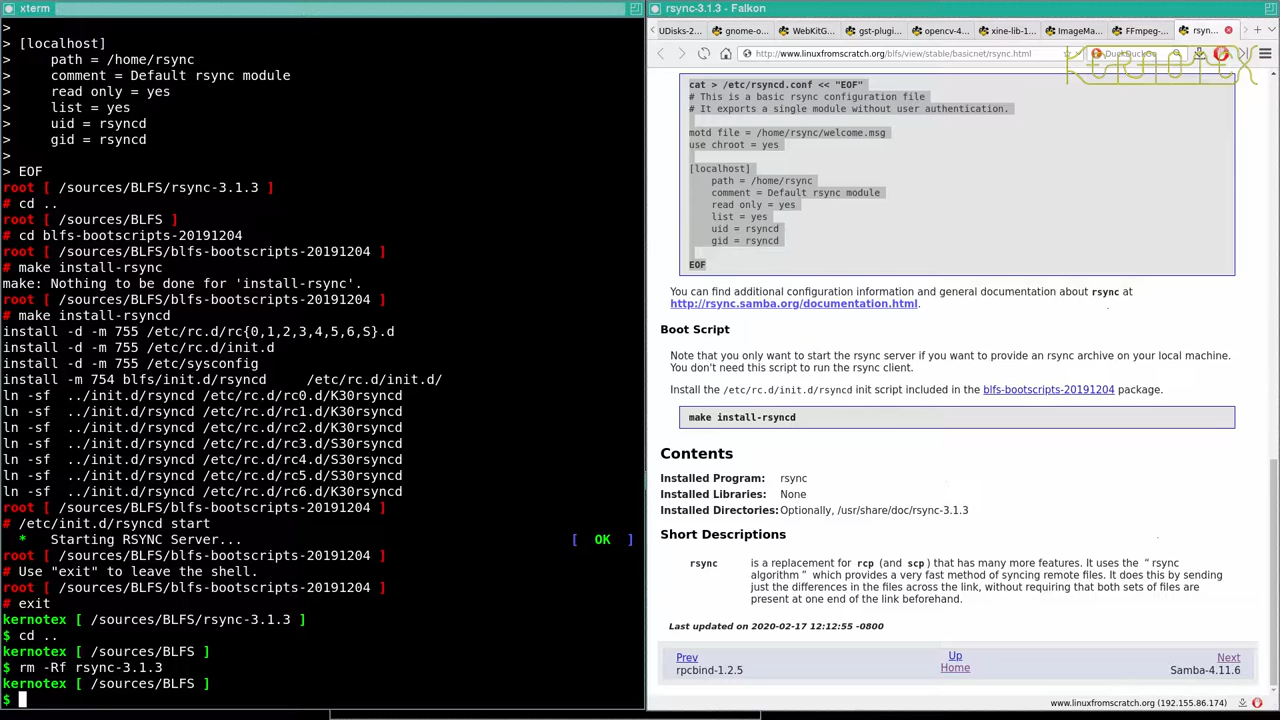 xterm
>
> [localhost]
>     path = /home/rsync
>     comment = Default rsync module
>     read only = yes
>     list = yes
>     uid = rsyncd
>     gid = rsyncd
>
> EOF
root [ /sources/BLFS/rsync-3.1.3 ]
# cd ..
root [ /sources/BLFS ]
# cd blfs-bootscripts-20191204
root [ /sources/BLFS/blfs-bootscripts-20191204 ]
# make install-rsync
make: Nothing to be done for 'install-rsync'.
root [ /sources/BLFS/blfs-bootscripts-20191204 ]
# make install-rsyncd
install -d -m 755 /etc/rc.d/rc{0,1,2,3,4,5,6,S}.d
install -d -m 755 /etc/rc.d/init.d
install -d -m 755 /etc/sysconfig
install -m 754 blfs/init.d/rsyncd     /etc/rc.d/init.d/
ln -sf  ../init.d/rsyncd /etc/rc.d/rc0.d/K30rsyncd
ln -sf  ../init.d/rsyncd /etc/rc.d/rc1.d/K30rsyncd
ln -sf  ../init.d/rsyncd /etc/rc.d/rc2.d/K30rsyncd
ln -sf  ../init.d/rsyncd /etc/rc.d/rc3.d/S30rsyncd
ln -sf  ../init.d/rsyncd /etc/rc.d/rc4.d/S30rsyncd
ln -sf  ../init.d/rsyncd /etc/rc.d/rc5.d/S30rsyncd
ln -sf  ../init.d/rsyncd /etc/rc.d/rc6.d/K30rsyncd
root [ /sources/BLFS/blfs-bootscripts-20191204 ]
# /etc/init.d/rsyncd start
  *   Starting RSYNC Server...                                         [  OK  ]
root [ /sources/BLFS/blfs-bootscripts-20191204 ]
# Use "exit" to leave the shell.
root [ /sources/BLFS/blfs-bootscripts-20191204 ]
# exit
kernotex [ /sources/BLFS/rsync-3.1.3 ]
$ cd ..
kernotex [ /sources/BLFS ]
$ rm -Rf rsync-3.1.3
kernotex [ /sources/BLFS ]
$
rsync-3.1.3 - Falkon
UDisks-2... gnome-o... WebKitG... gst-plugi... opencv-4... xine-lib-1... ImageMa... FFmpeg-... rsyn...
http://www.linuxfromscratch.org/blfs/view/stable/basicnet/rsync.html DuckDuckGo
KERNOTEX
cat > /etc/rsyncd.conf << "EOF"
# This is a basic rsync configuration file
# It exports a single module without user authentication.
motd file = /home/rsync/welcome.msg
use chroot = yes
[localhost]
    path = /home/rsync
    comment = Default rsync module
    read only = yes
    list = yes
    uid = rsyncd
    gid = rsyncd
EOF
You can find additional configuration information and general documentation about rsync at
http://rsync.samba.org/documentation.html.
Boot Script
Note that you only want to start the rsync server if you want to provide an rsync archive on your local machine.
You don't need this script to run the rsync client.
Install the /etc/rc.d/init.d/rsyncd init script included in the blfs-bootscripts-20191204 package.
make install-rsyncd
Contents
Installed Program: rsync
Installed Libraries: None
Installed Directories: Optionally, /usr/share/doc/rsync-3.1.3
Short Descriptions
rsync is a replacement for rcp (and scp) that has many more features. It uses the “ rsync
algorithm ” which provides a very fast method of syncing remote files. It does this by sending
just the differences in the files across the link, without requiring that both sets of files are
present at one end of the link beforehand.
Last updated on 2020-02-17 12:12:55 -0800
Prev Up Next
rpcbind-1.2.5 Home Samba-4.11.6
www.linuxfromscratch.org (192.155.86.174)